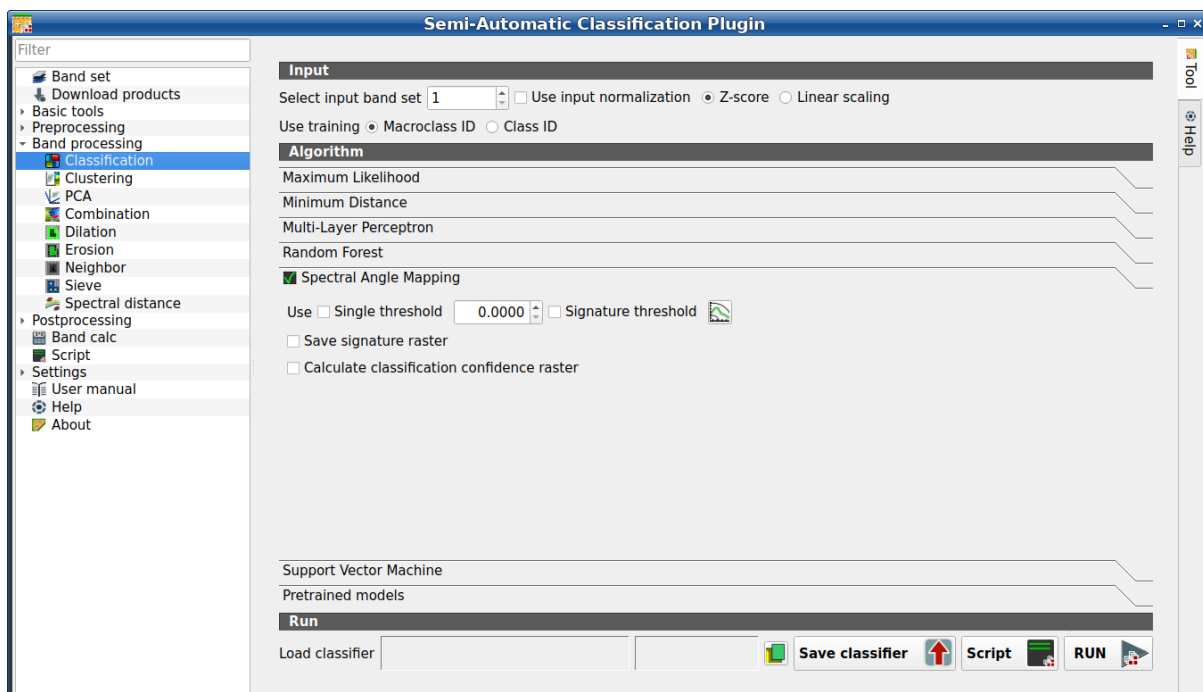 Semi-Automatic Classification Plugin
Filter
Band set
Download products
Basic tools
Preprocessing
Band processing
Classification
Clustering
PCA
Combination
Dilation
Erosion
Neighbor
Sieve
Spectral distance
Postprocessing
Band calc
Script
Settings
User manual
Help
About
Input
Select input band set 1 Use input normalization Z-score Linear scaling
Use training Macroclass ID Class ID
Algorithm
Maximum Likelihood
Minimum Distance
Multi-Layer Perceptron
Random Forest
Spectral Angle Mapping
Use Single threshold 0.0000 Signature threshold
Save signature raster
Calculate classification confidence raster
Support Vector Machine
Pretrained models
Run
Load classifier Save classifier Script RUN
Tool
Help